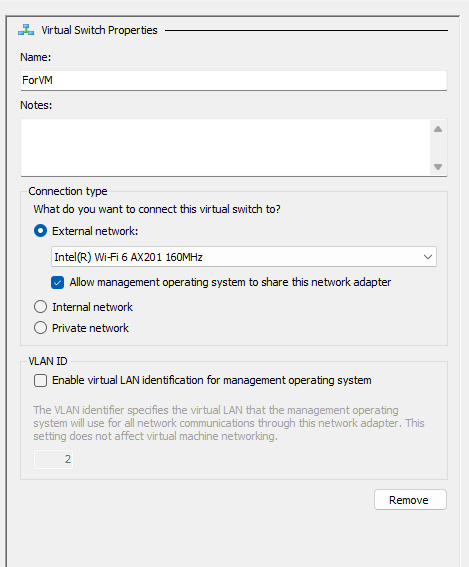 Virtual Switch Properties
Name:
ForVM
Notes:
Connection type
What do you want to connect this virtual switch to?
External network:
Intel(R) Wi-Fi 6 AX201 160MHz
Allow management operating system to share this network adapter
Internal network
Private network
VLAN ID
Enable virtual LAN identification for management operating system
The VLAN identifier specifies the virtual LAN that the management operating
system will use for all network communications through this network adapter. This
setting does not affect virtual machine networking.
2
Remove